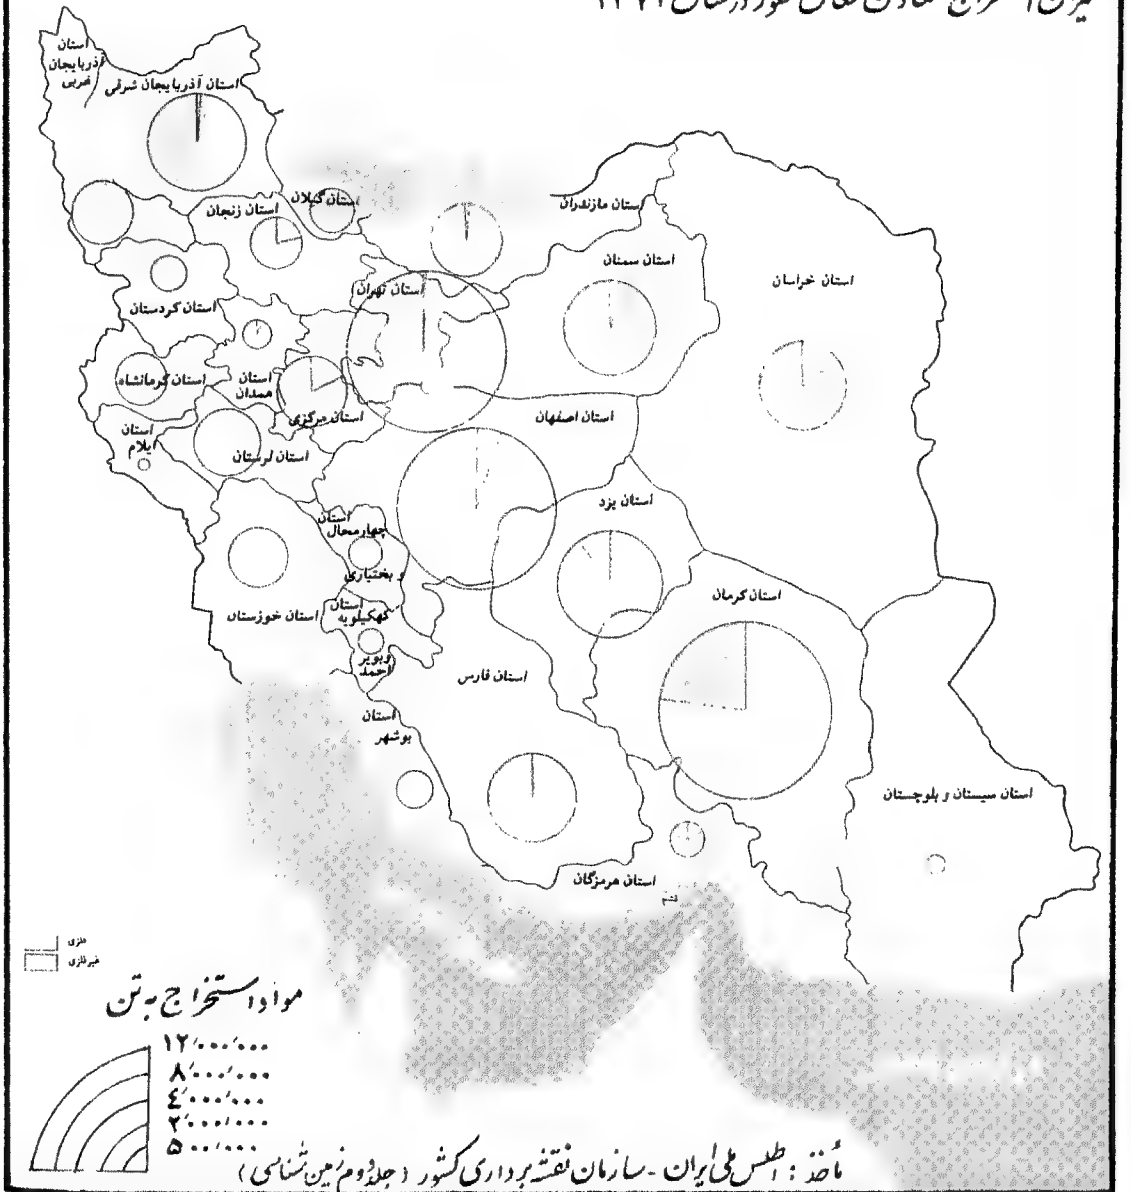 استان
آذربایجان
غربی
استان آذربایجان شرقی
استان گیلان
استان زنجان
استان مازندران
استان سمنان
استان خراسان
استان تهران
استان کردستان
استان کرمانشاه
استان
همدان
استان مرکزی
استان اصفهان
استان
ایلام
استان لرستان
استان یزد
استان
چهارمحال
و بختیاری
استان کرمان
استان
کهکیلویه
وبویر
احمد
استان خوزستان
استان فارس
استان
بوشهر
استان سیستان و بلوچستان
استان هرمزگان
قشم
فلزی
غیرفلزی
مواد استخراج به تن
۱۲٬۰۰۰٬۰۰۰
۸٬۰۰۰٬۰۰۰
۴٬۰۰۰٬۰۰۰
۲٬۰۰۰٬۰۰۰
۵۰۰٬۰۰۰
مأخذ : اطلس ملی ایران - سازمان نقشه برداری کشور ( جلد دوم زمین شناسی )